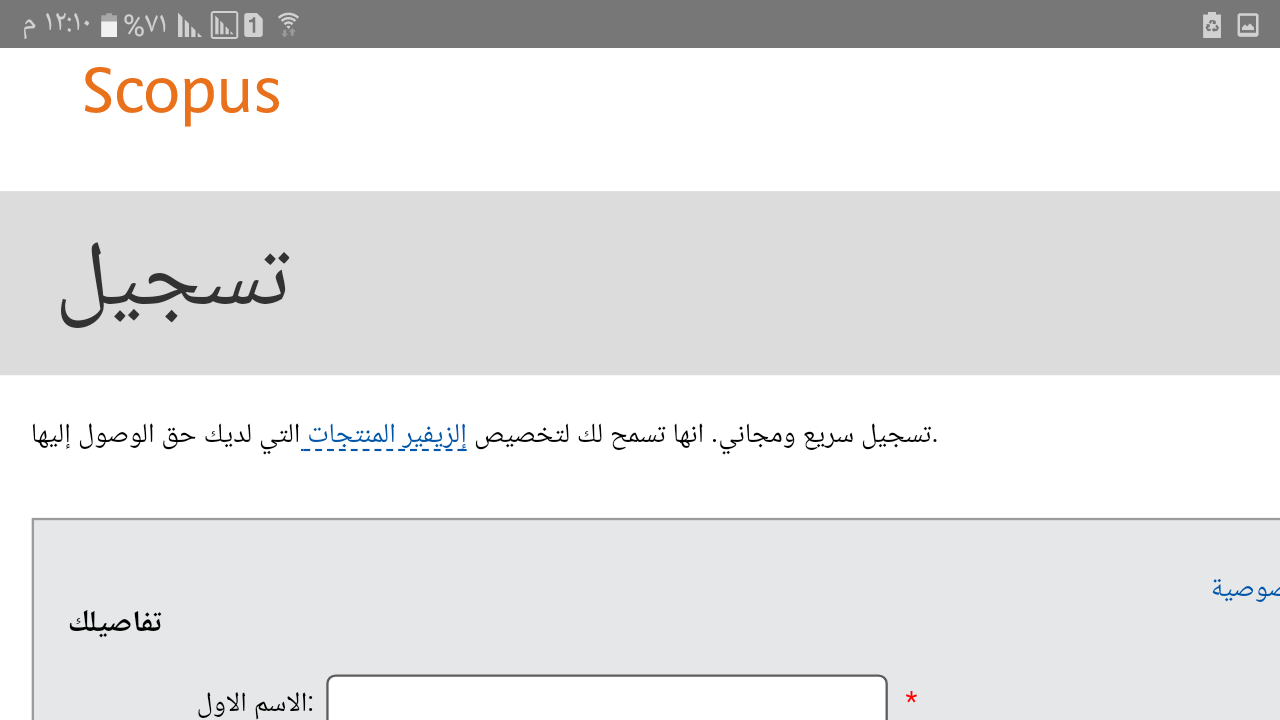 ١٢:١٠ م ٧١% 1
Scopus
تسجيل
تسجيل سريع ومجاني. انها تسمح لك لتخصيص إلزيفير المنتجات التي لديك حق الوصول إليها.
تفاصيلك
الاسم الاول: *